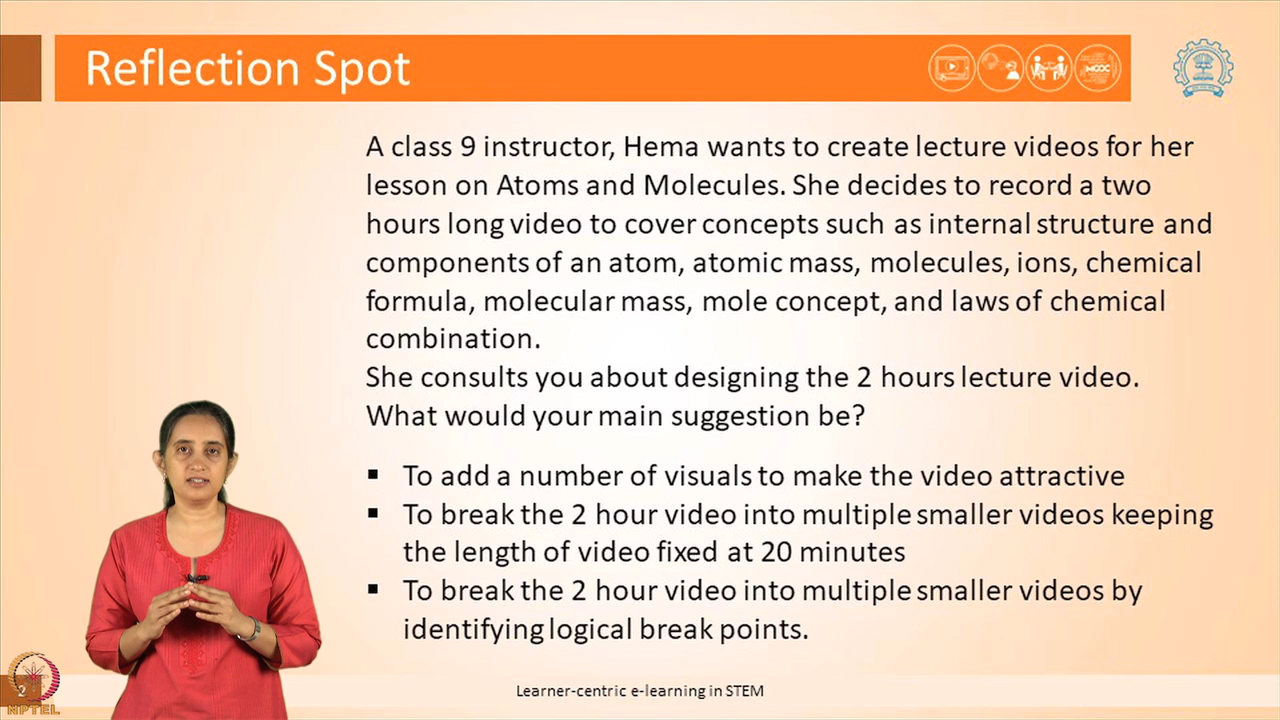 Reflection Spot
MOOC
A class 9 instructor, Hema wants to create lecture videos for her
lesson on Atoms and Molecules. She decides to record a two
hours long video to cover concepts such as internal structure and
components of an atom, atomic mass, molecules, ions, chemical
formula, molecular mass, mole concept, and laws of chemical
combination.
She consults you about designing the 2 hours lecture video.
What would your main suggestion be?
▪ To add a number of visuals to make the video attractive
▪ To break the 2 hour video into multiple smaller videos keeping
the length of video fixed at 20 minutes
▪ To break the 2 hour video into multiple smaller videos by
identifying logical break points.
2
NPTEL
Learner-centric e-learning in STEM